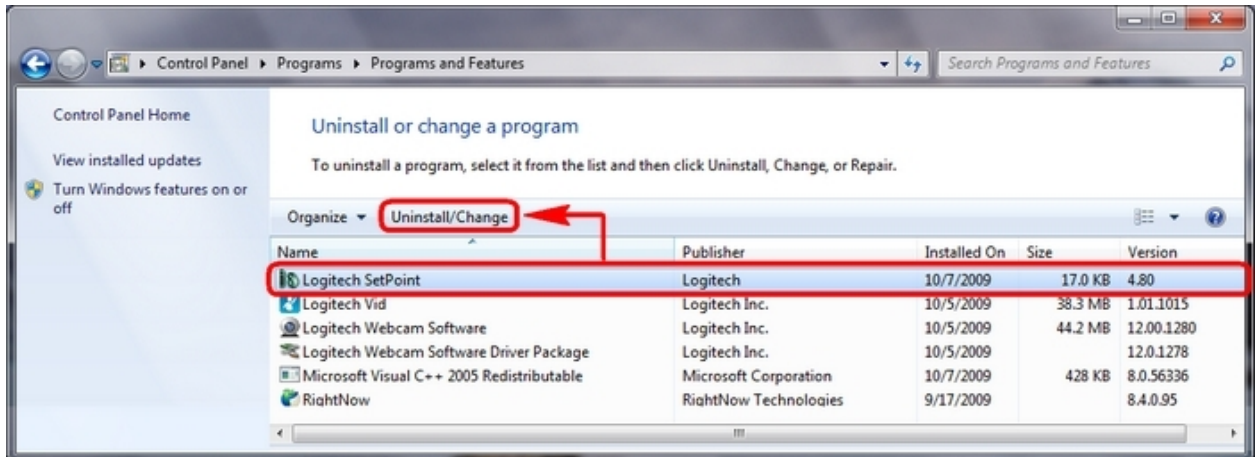 Control Panel ▸ Programs ▸ Programs and Features
Search Programs and Features
Control Panel Home
View installed updates
Turn Windows features on or
off
Uninstall or change a program
To uninstall a program, select it from the list and then click Uninstall, Change, or Repair.
Organize Uninstall/Change
Name Publisher Installed On Size Version
Logitech SetPoint Logitech 10/7/2009 17.0 KB 4.80
Logitech Vid Logitech Inc. 10/5/2009 38.3 MB 1.01.1015
Logitech Webcam Software Logitech Inc. 10/5/2009 44.2 MB 12.00.1280
Logitech Webcam Software Driver Package Logitech Inc. 10/5/2009 12.0.1278
Microsoft Visual C++ 2005 Redistributable Microsoft Corporation 10/7/2009 428 KB 8.0.56336
RightNow RightNow Technologies 9/17/2009 8.4.0.95